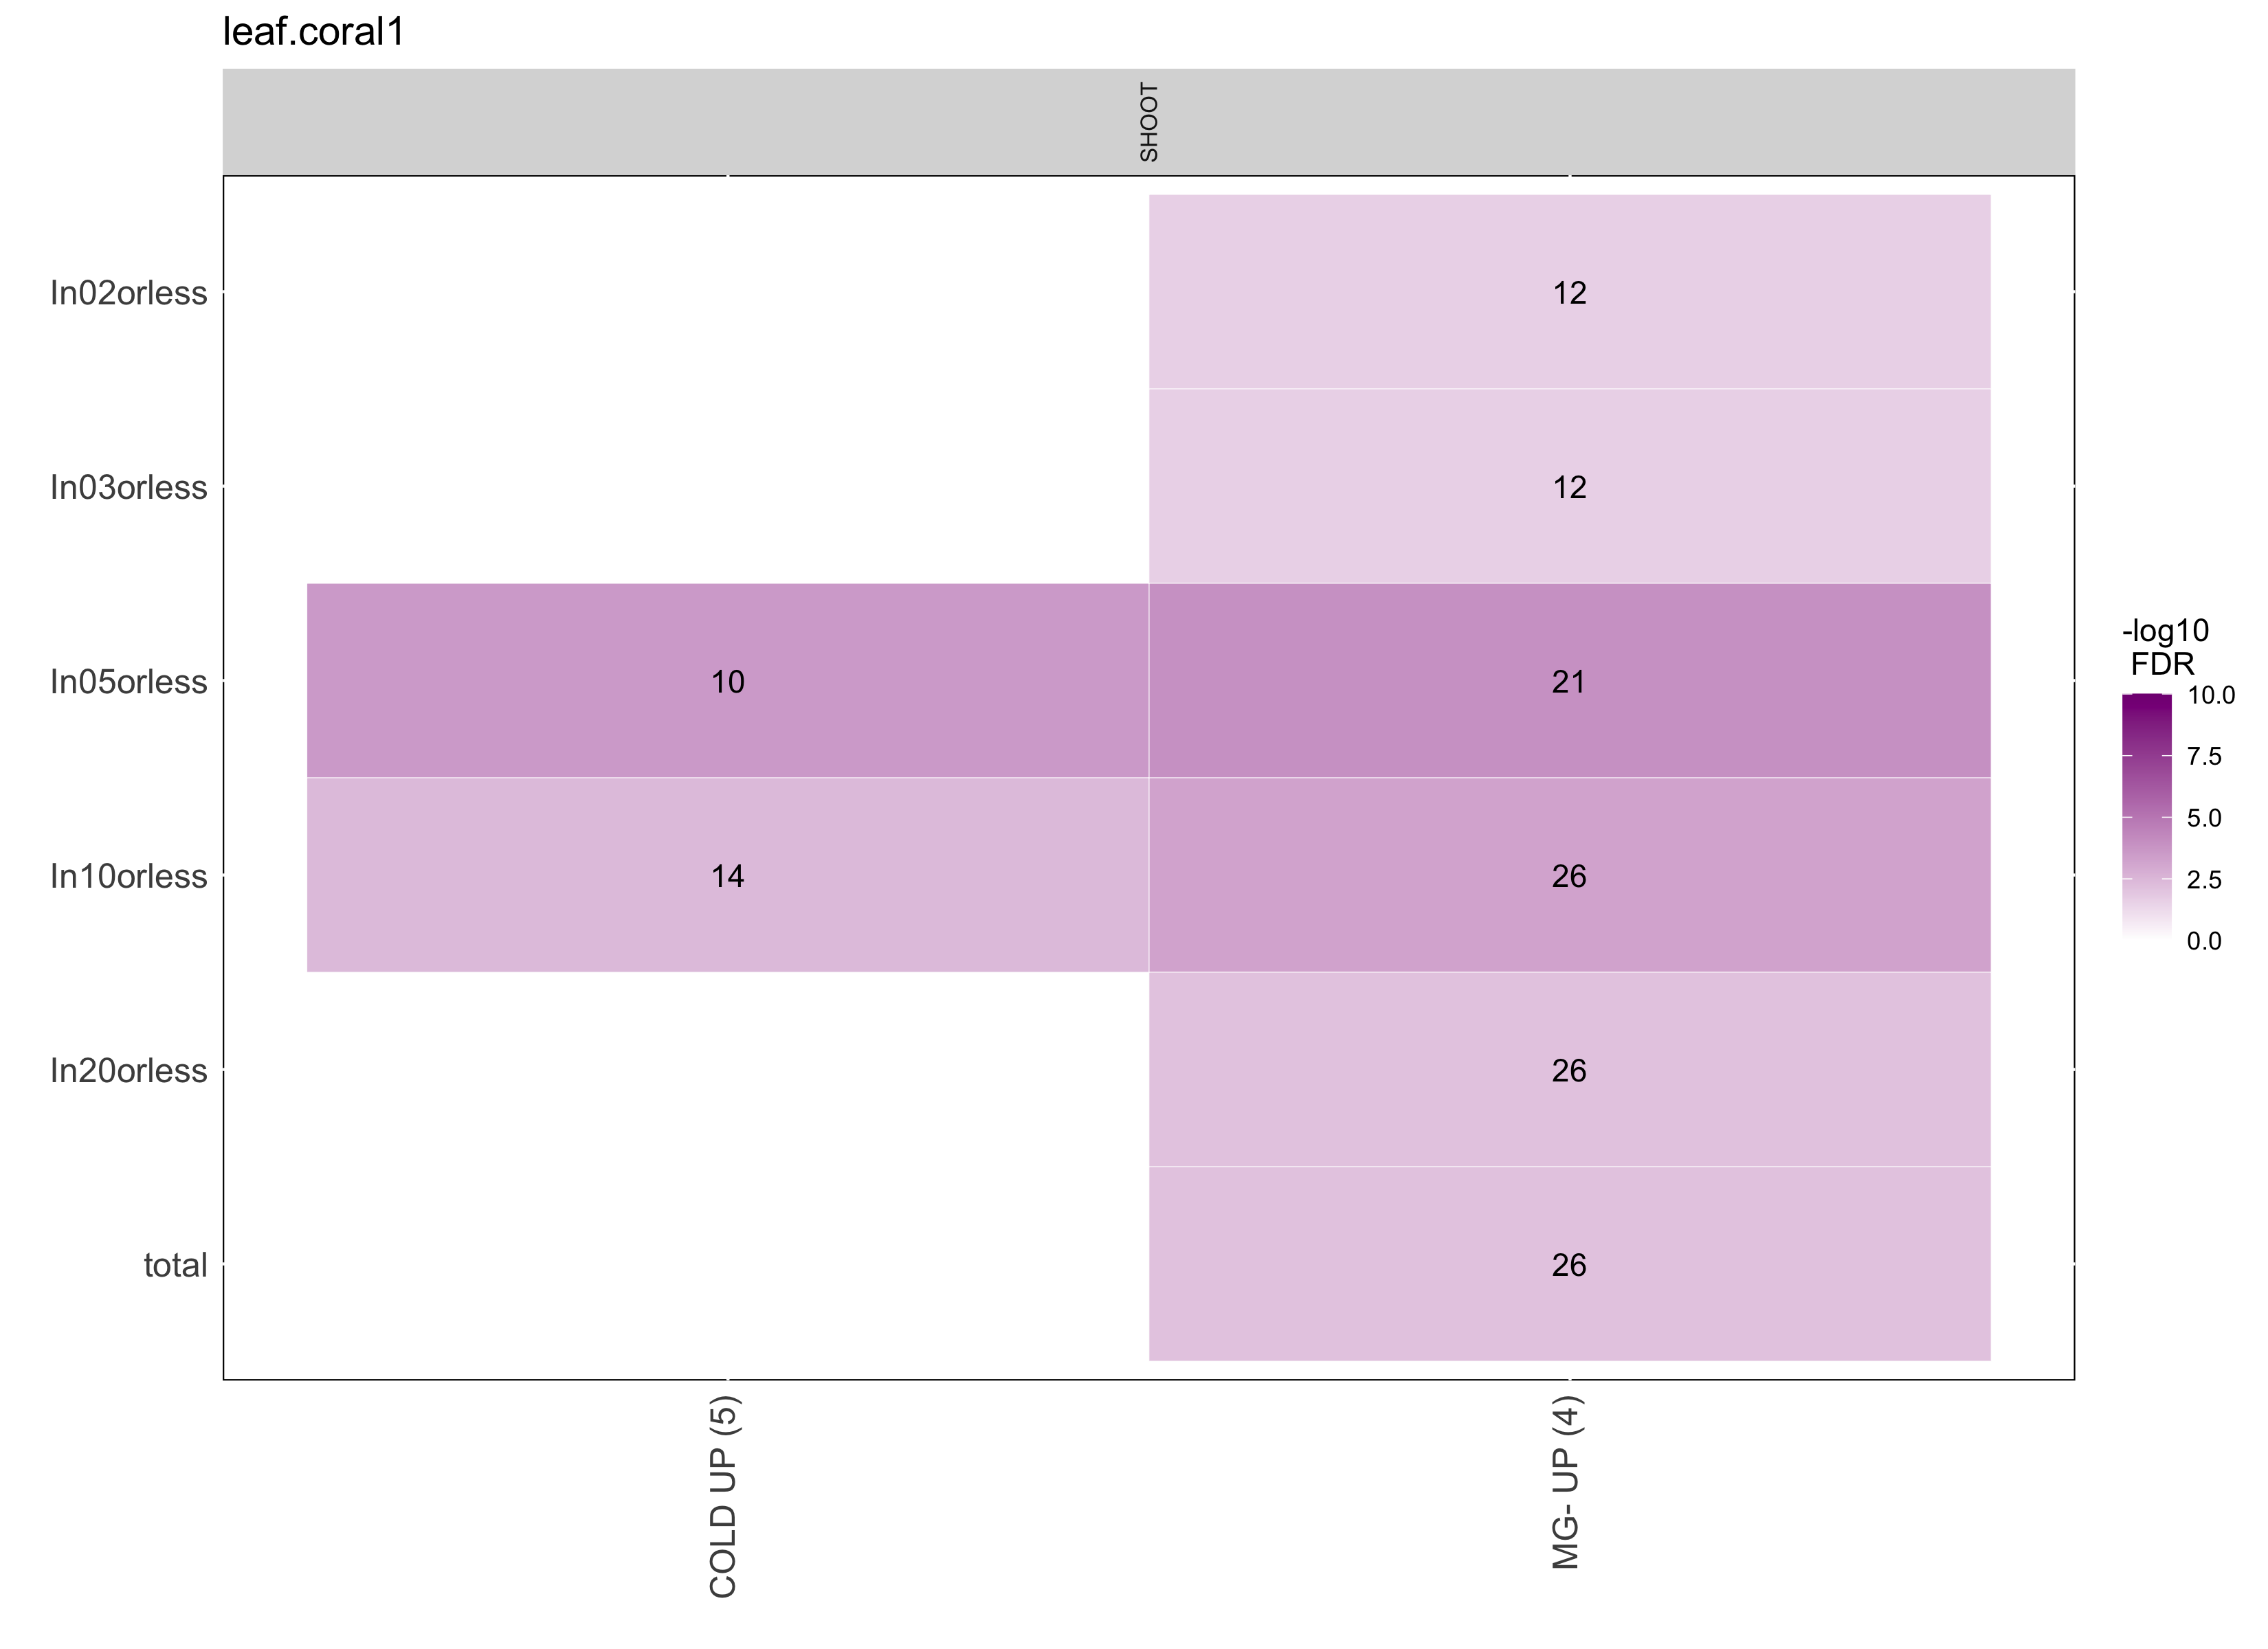 leaf.coral1
SHOOT
In02orless
12
In03orless
12
In05orless
10
21
In10orless
14
26
In20orless
26
total
26
COLD UP (5)
MG- UP (4)
-log10
FDR
10.0
7.5
5.0
2.5
0.0